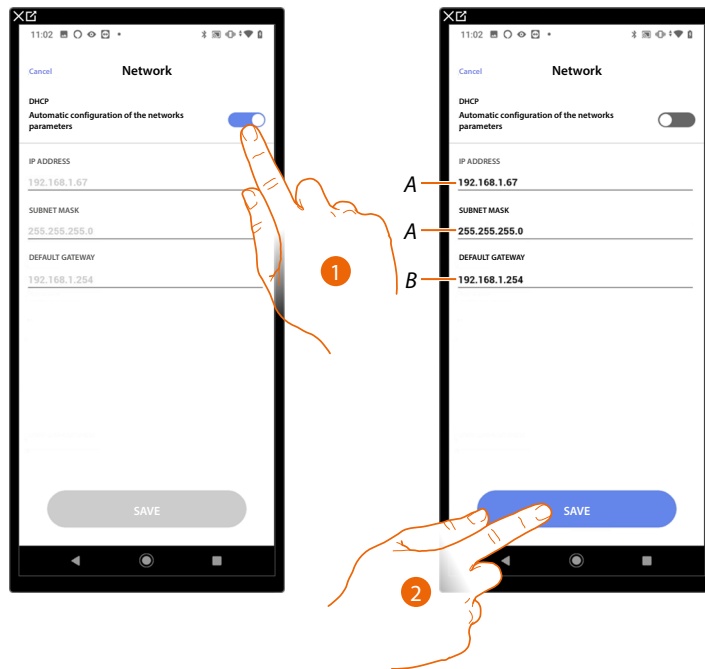 11:02
Cancel
Network
DHCP
Automatic configuration of the networks
parameters
IP ADDRESS
192.168.1.67
SUBNET MASK
255.255.255.0
DEFAULT GATEWAY
192.168.1.254
SAVE
1
11:02
Cancel
Network
DHCP
Automatic configuration of the networks
parameters
IP ADDRESS
A
192.168.1.67
SUBNET MASK
A
255.255.255.0
DEFAULT GATEWAY
B
192.168.1.254
SAVE
2